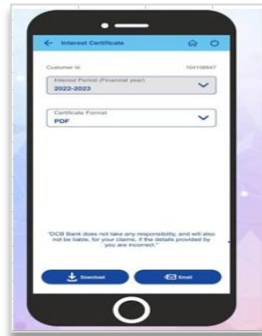 Interest Certificate
Customer Id 104156647
Interest Period (Financial year)
2022-2023
Certificate Format
PDF
"DCB Bank does not take any responsibility, and will also
not be liable, for your claims, if the details provided by
you are incorrect."
Download Email